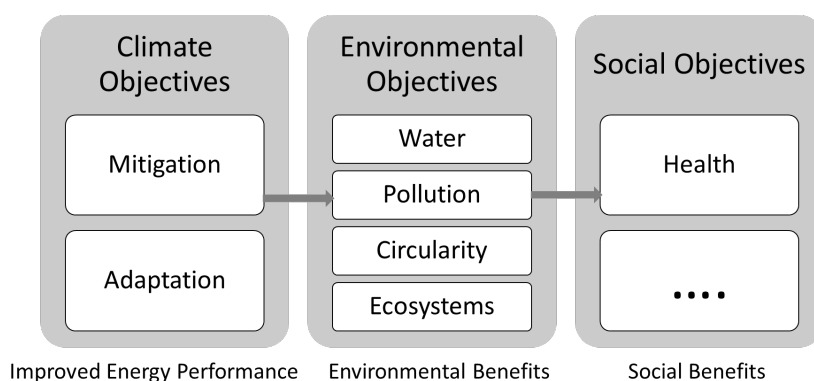 Climate
Objectives
Mitigation
Adaptation
Improved Energy Performance
Environmental
Objectives
Water
Pollution
Circularity
Ecosystems
Environmental Benefits
Social Objectives
Health
....
Social Benefits